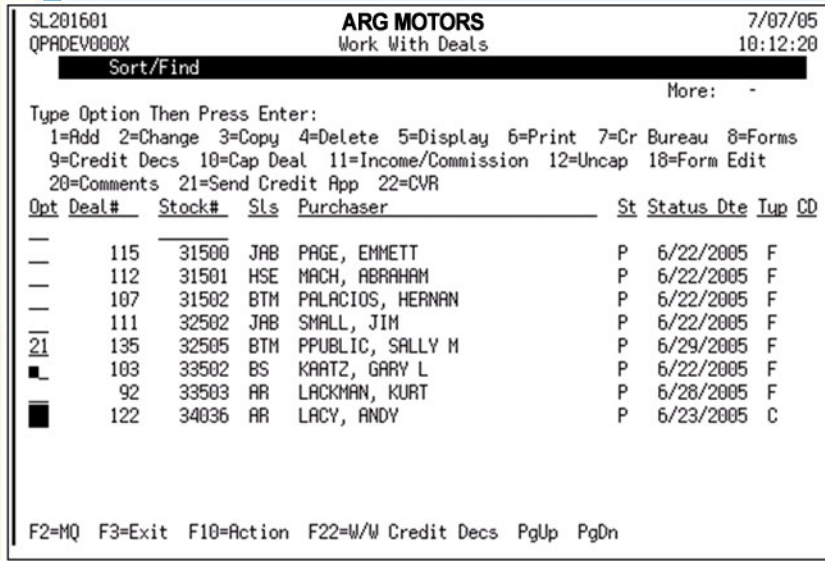 SL201601 ARG MOTORS 7/07/05
QPADEV000X Work With Deals 10:12:20
Sort/Find
More: -
Type Option Then Press Enter:
1=Add 2=Change 3=Copy 4=Delete 5=Display 6=Print 7=Cr Bureau 8=Forms
9=Credit Decs 10=Cap Deal 11=Income/Commission 12=Uncap 18=Form Edit
20=Comments 21=Send Credit App 22=CVR
Opt Deal# Stock# Sls Purchaser St Status Dte Typ CD
115 31500 JAB PAGE, EMMETT P 6/22/2005 F
112 31501 HSE MACH, ABRAHAM P 6/22/2005 F
107 31502 BTM PALACIOS, HERNAN P 6/22/2005 F
111 32502 JAB SMALL, JIM P 6/22/2005 F
21 135 32505 BTM PPUBLIC, SALLY M P 6/29/2005 F
103 33502 BS KAATZ, GARY L P 6/22/2005 F
92 33503 AR LACKMAN, KURT P 6/28/2005 F
122 34036 AR LACY, ANDY P 6/23/2005 C
F2=MQ F3=Exit F10=Action F22=W/W Credit Decs PgUp PgDn